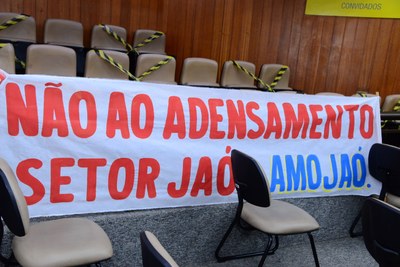 CONVIDADOS
NÃO AO ADENSAMENTO
SETOR JAÓ. AMOJAÓ.